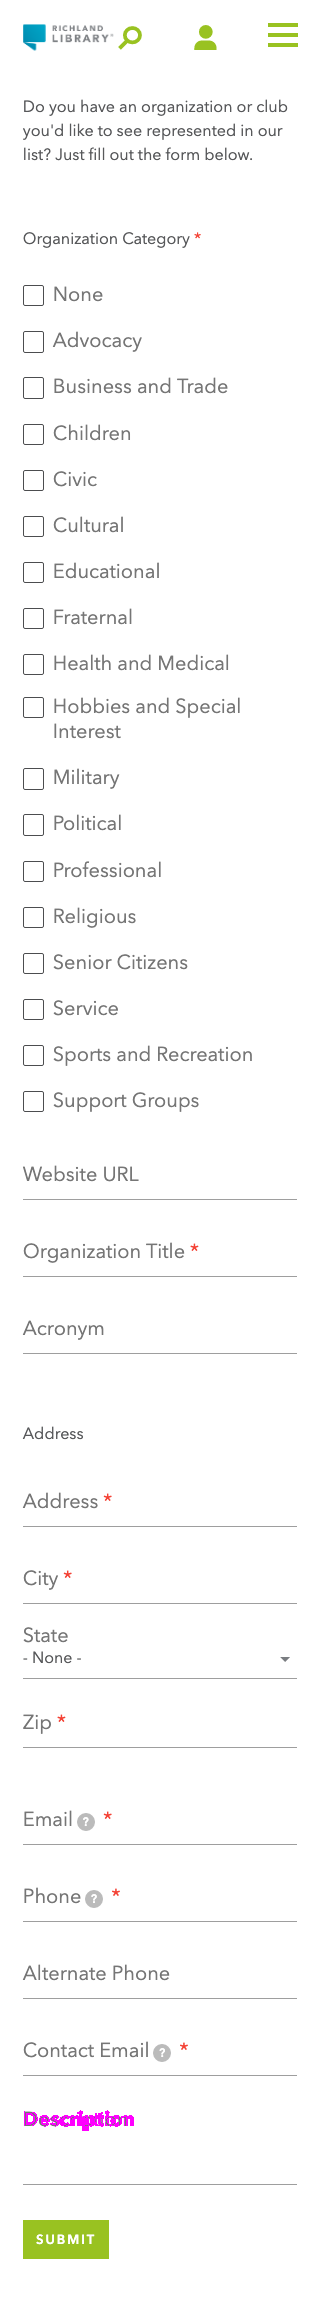 RICHLAND
LIBRARY
Do you have an organization or club
you'd like to see represented in our
list? Just fill out the form below.
Organization Category *
None
Advocacy
Business and Trade
Children
Civic
Cultural
Educational
Fraternal
Health and Medical
Hobbies and Special
Interest
Military
Political
Professional
Religious
Senior Citizens
Service
Sports and Recreation
Support Groups
Website URL
Organization Title *
Acronym
Address
Address *
City *
State
- None -
Zip *
Email ? *
Phone ? *
Alternate Phone
Contact Email ? *
Description
SUBMIT